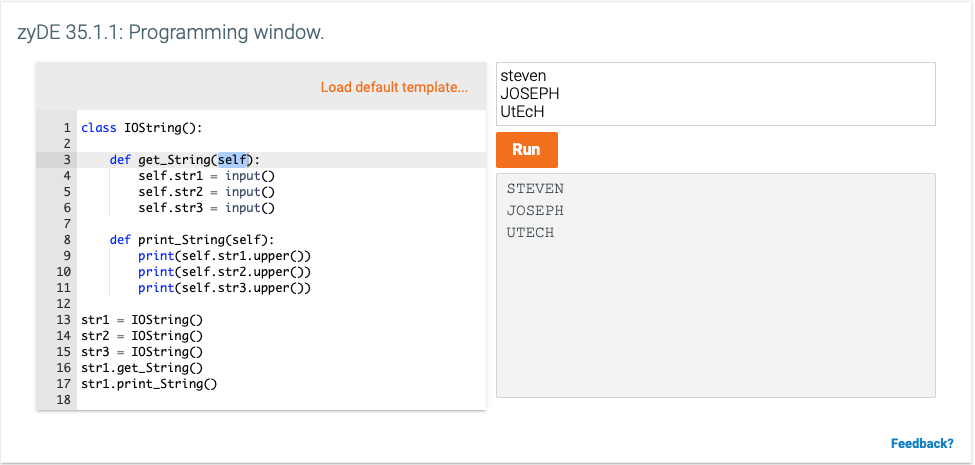 zyDE 35.1.1: Programming window.
Load default template...
1 class IOString():
2
3     def get_String(self):
4         self.str1 = input()
5         self.str2 = input()
6         self.str3 = input()
7
8     def print_String(self):
9         print(self.str1.upper())
10         print(self.str2.upper())
11         print(self.str3.upper())
12
13 str1 = IOString()
14 str2 = IOString()
15 str3 = IOString()
16 str1.get_String()
17 str1.print_String()
18
steven
JOSEPH
UtEcH
Run
STEVEN
JOSEPH
UTECH
Feedback?